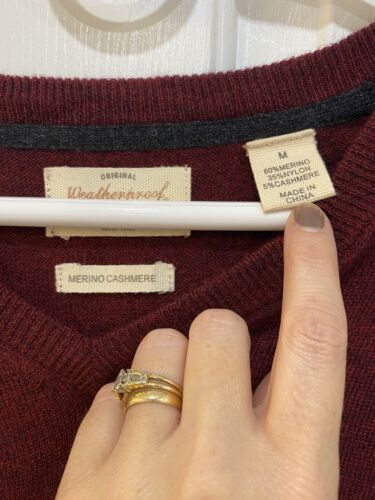 ORIGINAL
Weatherproof
M
60%MERINO
35%NYLON
5%CASHMERE
MADE IN
CHINA
MERINO CASHMERE